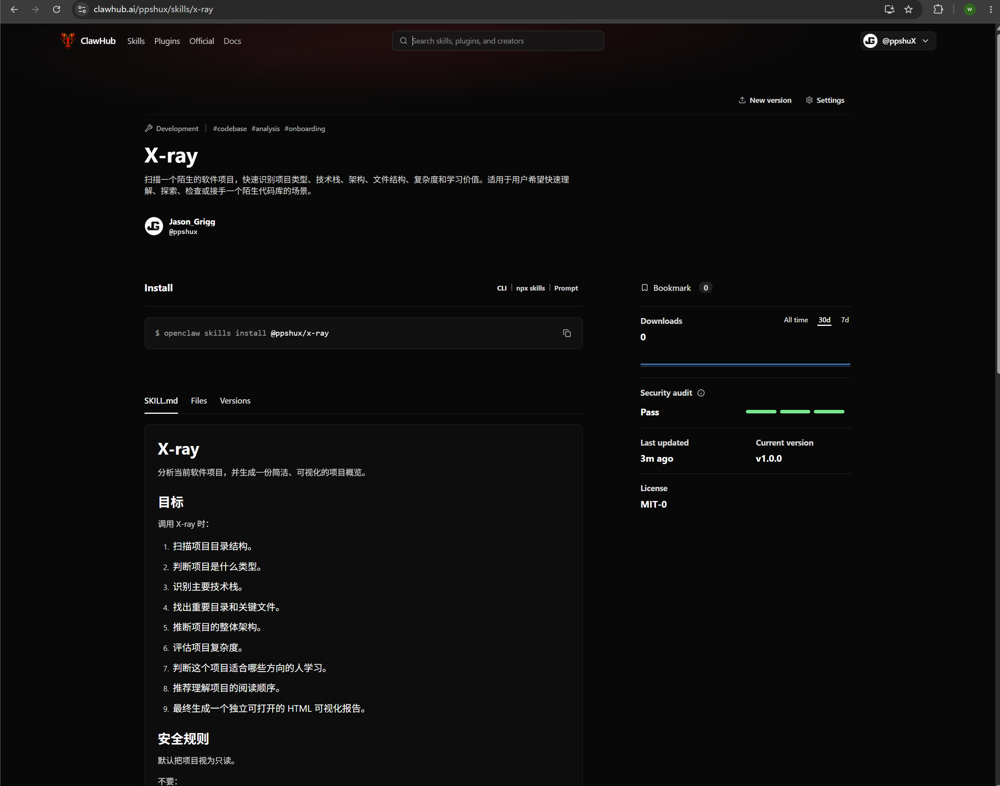 clawhub.ai/ppshux/skills/x-ray
W
ClawHub Skills Plugins Official Docs
Search skills, plugins, and creators
JG @ppshuX
New version Settings
Development #codebase #analysis #onboarding
X-ray
扫描一个陌生的软件项目，快速识别项目类型、技术栈、架构、文件结构、复杂度和学习价值。适用于用户希望快速理
解、探索、检查或接手一个陌生代码库的场景。
JG Jason_Grigg
@ppshux
Install CLI npx skills Prompt
$ openclaw skills install @ppshux/x-ray
SKILL.md Files Versions
X-ray
分析当前软件项目，并生成一份简洁、可视化的项目概览。
目标
调用 X-ray 时：
1. 扫描项目目录结构。
2. 判断项目是什么类型。
3. 识别主要技术栈。
4. 找出重要目录和关键文件。
5. 推断项目的整体架构。
6. 评估项目复杂度。
7. 判断这个项目适合哪些方向的人学习。
8. 推荐理解项目的阅读顺序。
9. 最终生成一个独立可打开的 HTML 可视化报告。
安全规则
默认把项目视为只读。
不要：
Bookmark 0
Downloads All time 30d 7d
0
Security audit
Pass
Last updated Current version
3m ago v1.0.0
License
MIT-0